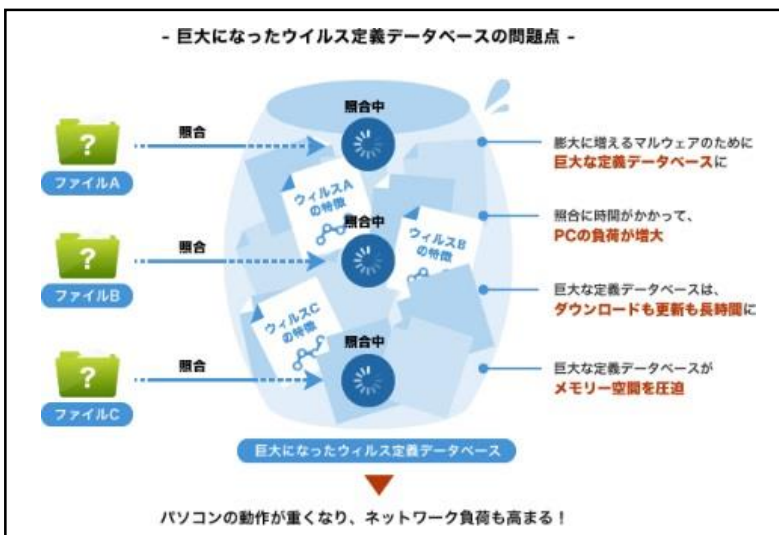 - 巨大になったウイルス定義データベースの問題点 -
?
ファイルA
照合
照合中
ウィルスA
の特徴
膨大に増えるマルウェアのために
巨大な定義データベースに
照合に時間がかかって、
PCの負荷が増大
?
ファイルB
照合
照合中
ウィルスB
の特徴
巨大な定義データベースは、
ダウンロードも更新も長時間に
?
ファイルC
照合
照合中
ウィルスC
の特徴
巨大な定義データベースが
メモリー空間を圧迫
巨大になったウィルス定義データベース
パソコンの動作が重くなり、ネットワーク負荷も高まる！